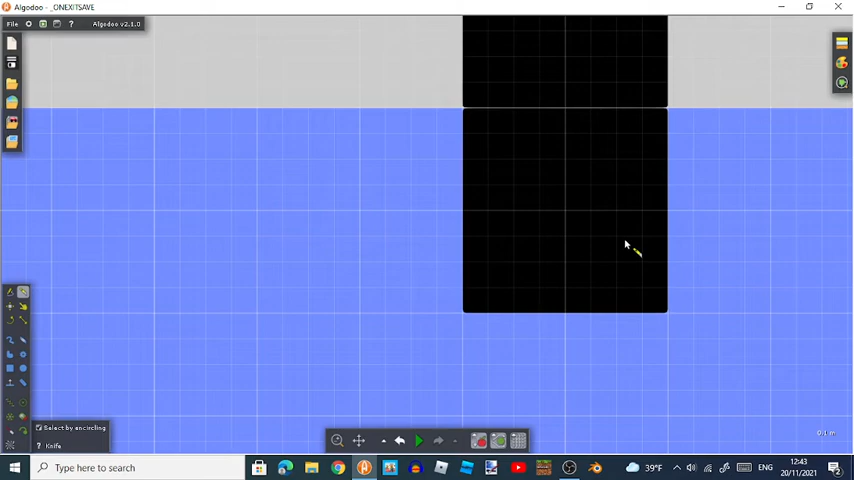 Algodoo - _ONEXITSAVE
File
?
Algodoo v2.1.0
Select by encircling
? Knife
0.1 m
Type here to search
39°F
ENG
12:43
20/11/2021
2